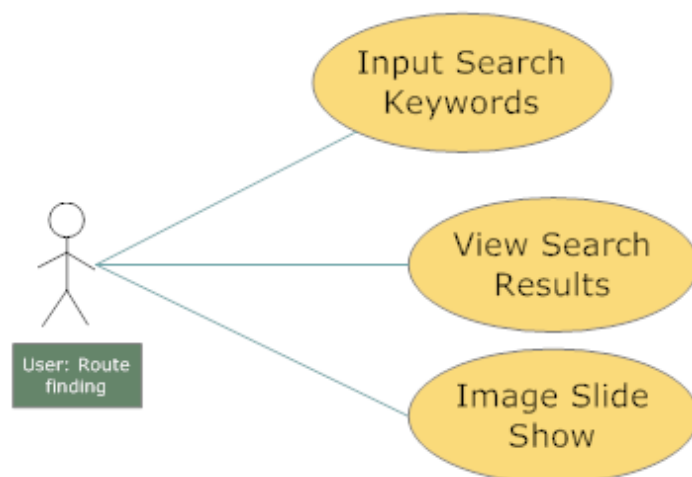 Input Search
Keywords
View Search
Results
User: Route
finding
Image Slide
Show